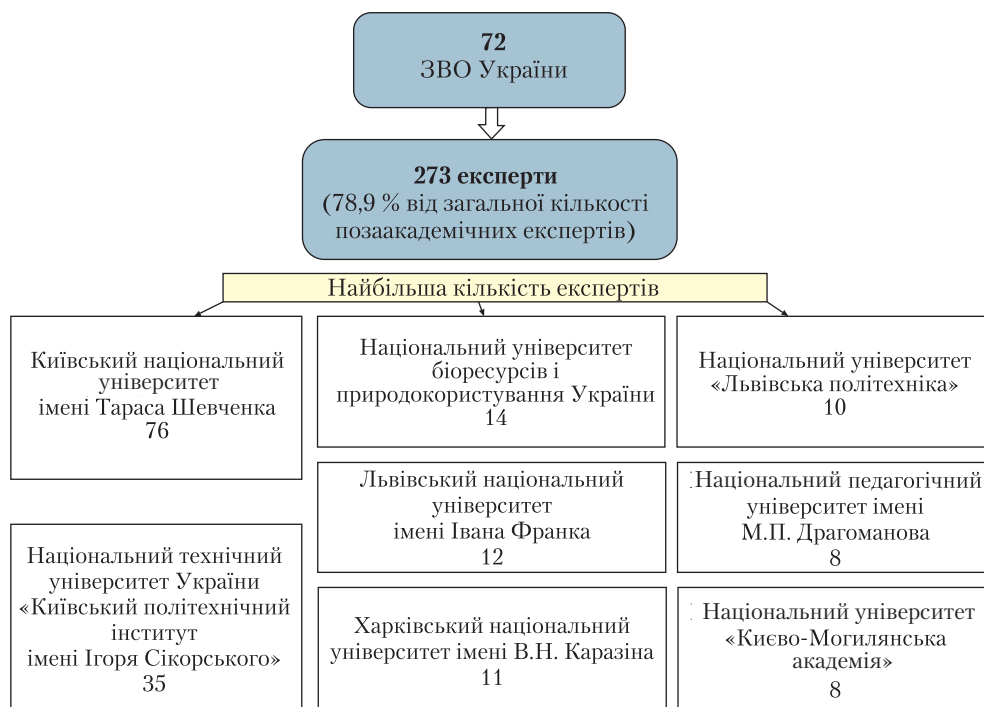 72
ЗВО України
273 експерти
(78,9 % від загальної кількості
позаакадемічних експертів)
Найбільша кількість експертів
Київський національний
університет
імені Тараса Шевченка
76
Національний технічний
університет України
«Київський політехнічний
інститут
імені Ігоря Сікорського»
35
Національний університет
біоресурсів і
природокористування України
14
Львівський національний
університет
імені Івана Франка
12
Харківський національний
університет імені В.Н. Каразіна
11
Національний університет
«Львівська політехніка»
10
Національний педагогічний
університет імені
М.П. Драгоманова
8
Національний університет
«Києво-Могилянська
академія»
8